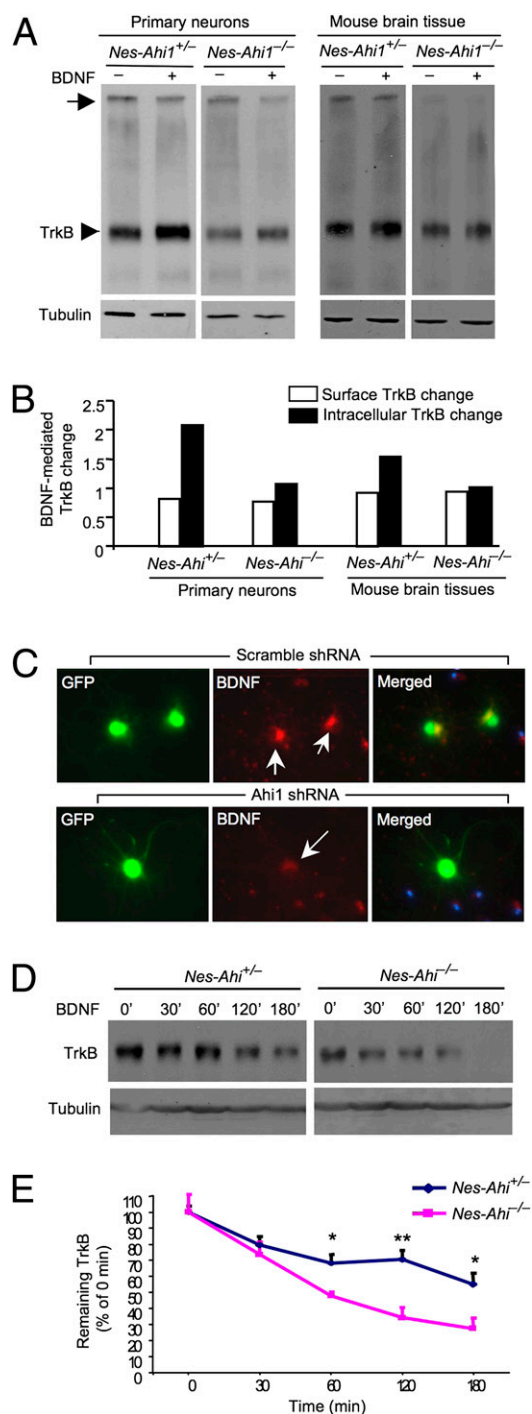 A
Primary neurons
Mouse brain tissue
Nes-Ahi1+/– Nes-Ahi1–/– Nes-Ahi1+/– Nes-Ahi1–/–
BDNF – + – + – + – +
TrkB
Tubulin
B
Surface TrkB change
Intracellular TrkB change
BDNF-mediated
TrkB change
2.5
2
1.5
1
0.5
0
Nes-Ahi+/– Nes-Ahi–/– Nes-Ahi+/– Nes-Ahi–/–
Primary neurons Mouse brain tissues
C
Scramble shRNA
GFP BDNF Merged
Ahi1 shRNA
GFP BDNF Merged
D
Nes-Ahi+/– Nes-Ahi–/–
BDNF 0' 30' 60' 120' 180' 0' 30' 60' 120' 180'
TrkB
Tubulin
E
Nes-Ahi+/–
Nes-Ahi–/–
Remaining TrkB
(% of 0 min)
110
100
90
80
70
60
50
40
30
20
10
0
* ** *
0 30 60 120 180
Time (min)